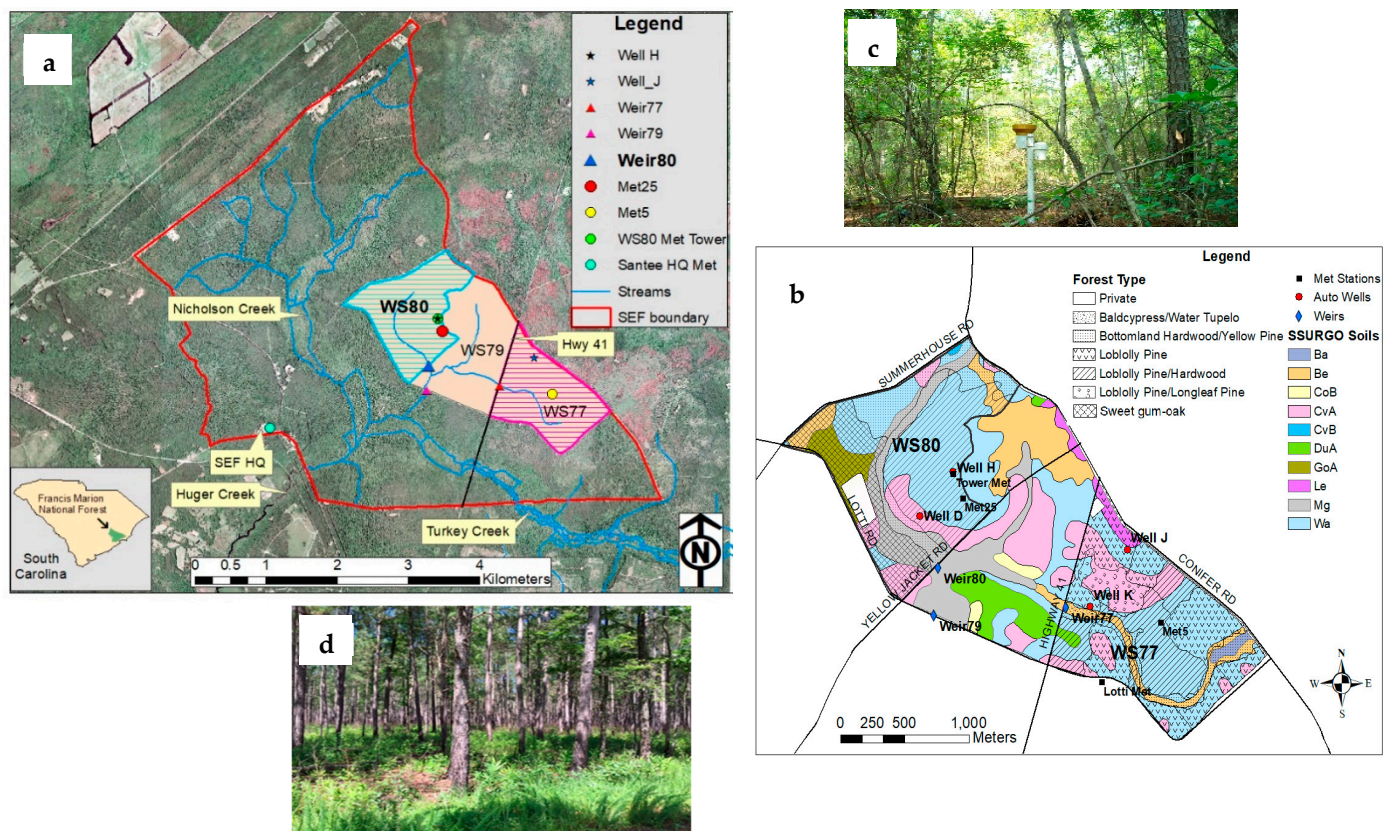 a
Legend
Well H
Well_J
Weir77
Weir79
Weir80
Met25
Met5
WS80 Met Tower
Santee HQ Met
Streams
SEF boundary
Nicholson Creek
WS80
WS79
Hwy 41
WS77
SEF HQ
Huger Creek
Turkey Creek
Francis Marion
National Forest
South
Carolina
0 0.5 1 2 3 4
Kilometers
N
c
b
Legend
Forest Type
Private
Baldcypress/Water Tupelo
Bottomland Hardwood/Yellow Pine
Loblolly Pine
Loblolly Pine/Hardwood
Loblolly Pine/Longleaf Pine
Sweet gum-oak
Met Stations
Auto Wells
Weirs
SSURGO Soils
Ba
Be
CoB
CvA
CvB
DuA
GoA
Le
Mg
Wa
SUMMERHOUSE RD
WS80
Well H
Tower Met
Met25
Well D
LOTTI RD
YELLOW JACKET RD
Weir80
Weir79
HIGHWAY 41
Well J
CONIFER RD
Well K
Weir77
Met5
WS77
Lotti Met
N
W E
S
0 250 500 1,000
Meters
d